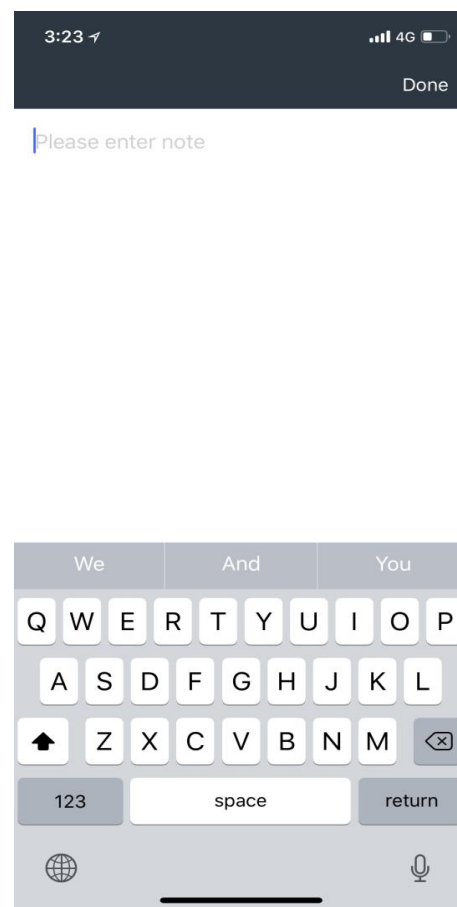 3:23 4G
Done
Please enter note
We And You
Q W E R T Y U I O P
A S D F G H J K L
Z X C V B N M
123 space return